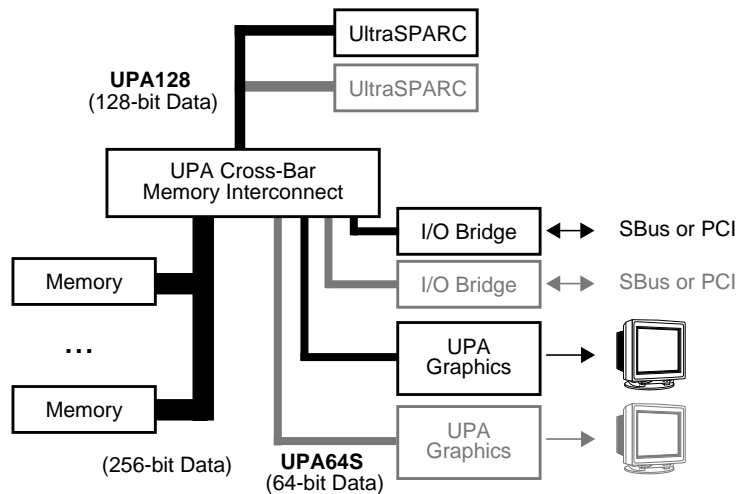 UltraSPARC
UPA128
(128-bit Data)
UltraSPARC
UPA Cross-Bar
Memory Interconnect
I/O Bridge
SBus or PCI
Memory
I/O Bridge
SBus or PCI
...
UPA
Graphics
Memory
UPA
Graphics
(256-bit Data)
UPA64S
(64-bit Data)